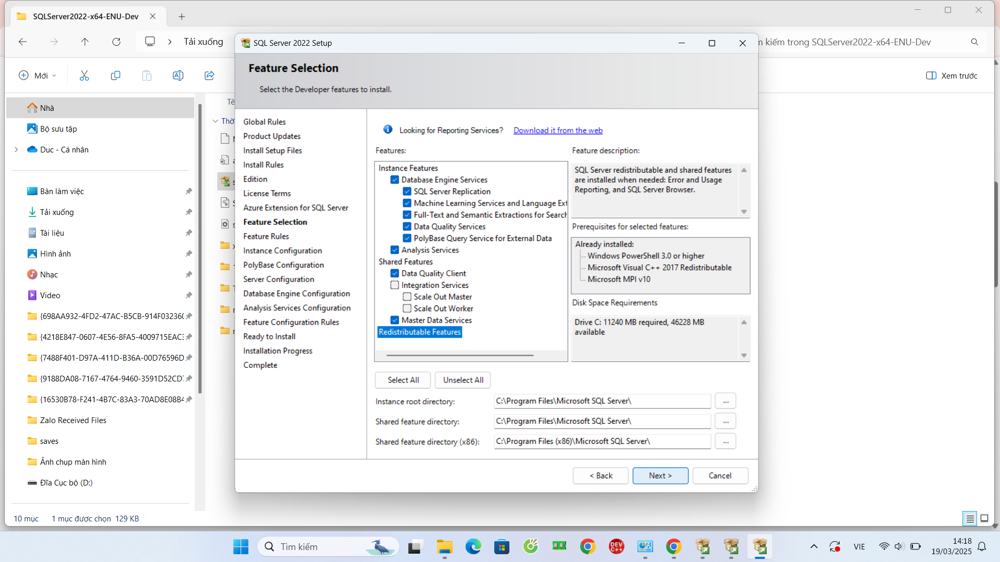 SQLServer2022-x64-ENU-Dev
Tải xuống
m kiếm trong SQLServer2022-x64-ENU-Dev
Mới
Xem trước
Nhà
Bộ sưu tập
Duc - Cá nhân
Bàn làm việc
Tải xuống
Tài liệu
Hình ảnh
Nhạc
Video
{698AA932-4FD2-47AC-B5CB-914F032360
{4218E847-0607-4E56-8FA5-4009715EAC3
{7488F401-D97A-411D-B36A-00D76596D
{9188DA08-7167-4764-9460-3591D52CD7
{16530B78-F241-4B7C-83A3-70AD8E08B4
Zalo Received Files
saves
Ảnh chụp màn hình
Đĩa Cục bộ (D:)
10 mục
1 mục được chọn 129 KB
SQL Server 2022 Setup
Feature Selection
Select the Developer features to install.
Global Rules
Product Updates
Install Setup Files
Install Rules
Edition
License Terms
Azure Extension for SQL Server
Feature Selection
Feature Rules
Instance Configuration
PolyBase Configuration
Server Configuration
Database Engine Configuration
Analysis Services Configuration
Feature Configuration Rules
Ready to Install
Installation Progress
Complete
Looking for Reporting Services? Download it from the web
Features:
Instance Features
Database Engine Services
SQL Server Replication
Machine Learning Services and Language Ext
Full-Text and Semantic Extractions for Search
Data Quality Services
PolyBase Query Service for External Data
Analysis Services
Shared Features
Data Quality Client
Integration Services
Scale Out Master
Scale Out Worker
Master Data Services
Redistributable Features
Feature description:
SQL Server redistributable and shared features
are installed when needed: Error and Usage
Reporting, and SQL Server Browser.
Prerequisites for selected features:
Already installed:
Windows PowerShell 3.0 or higher
Microsoft Visual C++ 2017 Redistributable
Microsoft MPI v10
Disk Space Requirements
Drive C: 11240 MB required, 46228 MB
available
Select All
Unselect All
Instance root directory: C:\Program Files\Microsoft SQL Server\ ...
Shared feature directory: C:\Program Files\Microsoft SQL Server\ ...
Shared feature directory (x86): C:\Program Files (x86)\Microsoft SQL Server\ ...
< Back
Next >
Cancel
Tìm kiếm
DEV C++
VIE
14:18
19/03/2025